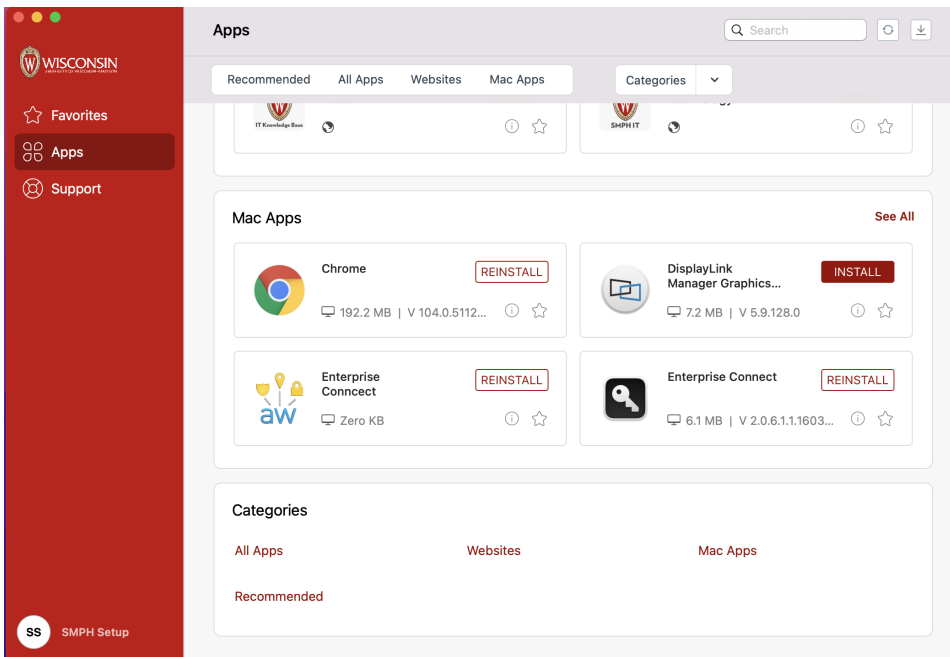 Apps
Search
WISCONSIN
UNIVERSITY OF WISCONSIN-MADISON
Recommended
All Apps
Websites
Mac Apps
Categories
Favorites
Apps
Support
IT Knowledge Base
SMPH IT
Mac Apps
See All
Chrome
REINSTALL
192.2 MB | V 104.0.5112...
DisplayLink
Manager Graphics...
INSTALL
7.2 MB | V 5.9.128.0
Enterprise
Conncect
REINSTALL
aw
Zero KB
Enterprise Connect
REINSTALL
6.1 MB | V 2.0.6.1.1.1603...
Categories
All Apps
Websites
Mac Apps
Recommended
SS
SMPH Setup